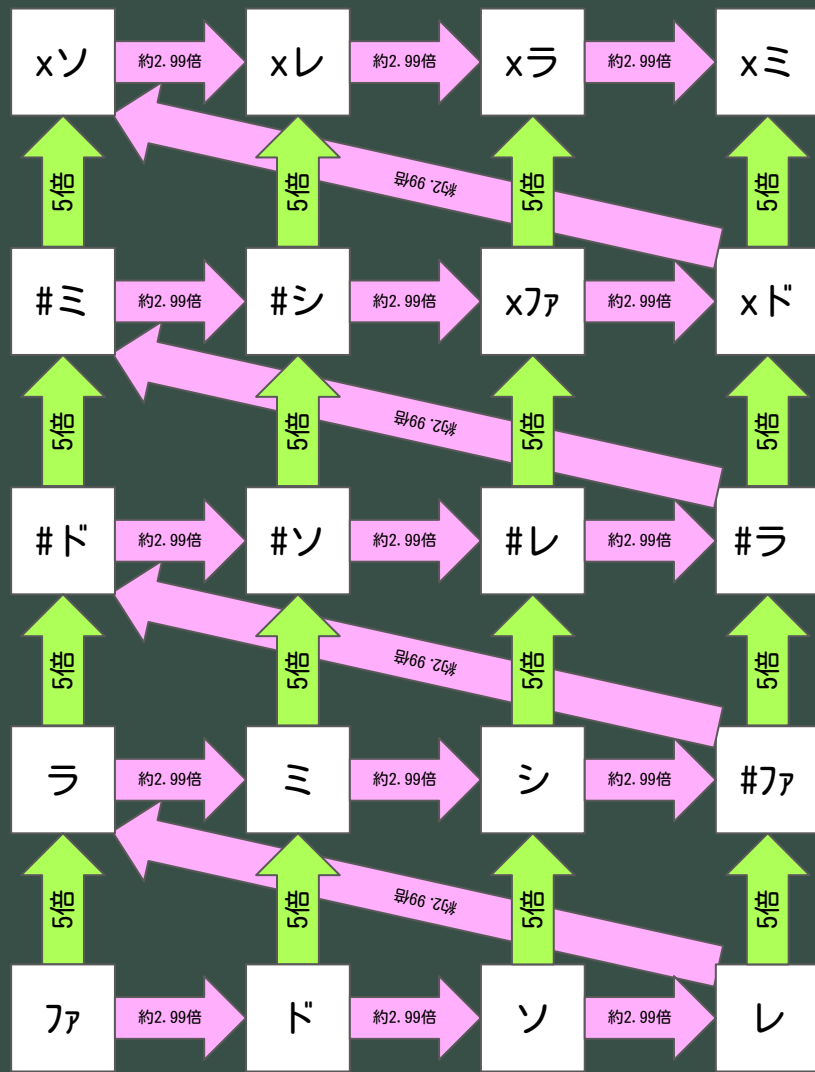 xソ 約2.99倍 xレ 約2.99倍 xラ 約2.99倍 xミ
5倍 5倍 約2.99倍 5倍 5倍
#ミ 約2.99倍 #シ 約2.99倍 xファ 約2.99倍 xド
5倍 5倍 約2.99倍 5倍 5倍
#ド 約2.99倍 #ソ 約2.99倍 #レ 約2.99倍 #ラ
5倍 5倍 約2.99倍 5倍 5倍
ラ 約2.99倍 ミ 約2.99倍 シ 約2.99倍 #ファ
5倍 5倍 約2.99倍 5倍 5倍
ファ 約2.99倍 ド 約2.99倍 ソ 約2.99倍 レ